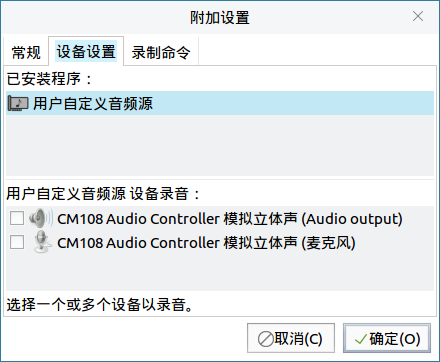 附加设置
常规 设备设置 录制命令
已安装程序：
用户自定义音频源
用户自定义音频源 设备录音：
CM108 Audio Controller 模拟立体声 (Audio output)
CM108 Audio Controller 模拟立体声 (麦克风)
选择一个或多个设备以录音。
取消(C) 确定(O)